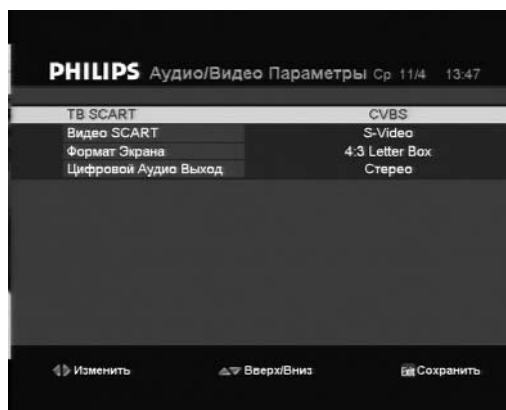 PHILIPS Аудио/Видео Параметры Ср 11/4 13:47
ТВ SCART CVBS
Видео SCART S-Video
Формат Экрана 4:3 Letter Box
Цифровой Аудио Выход Стерео
Изменить Вверх/Вниз Exit Сохранить